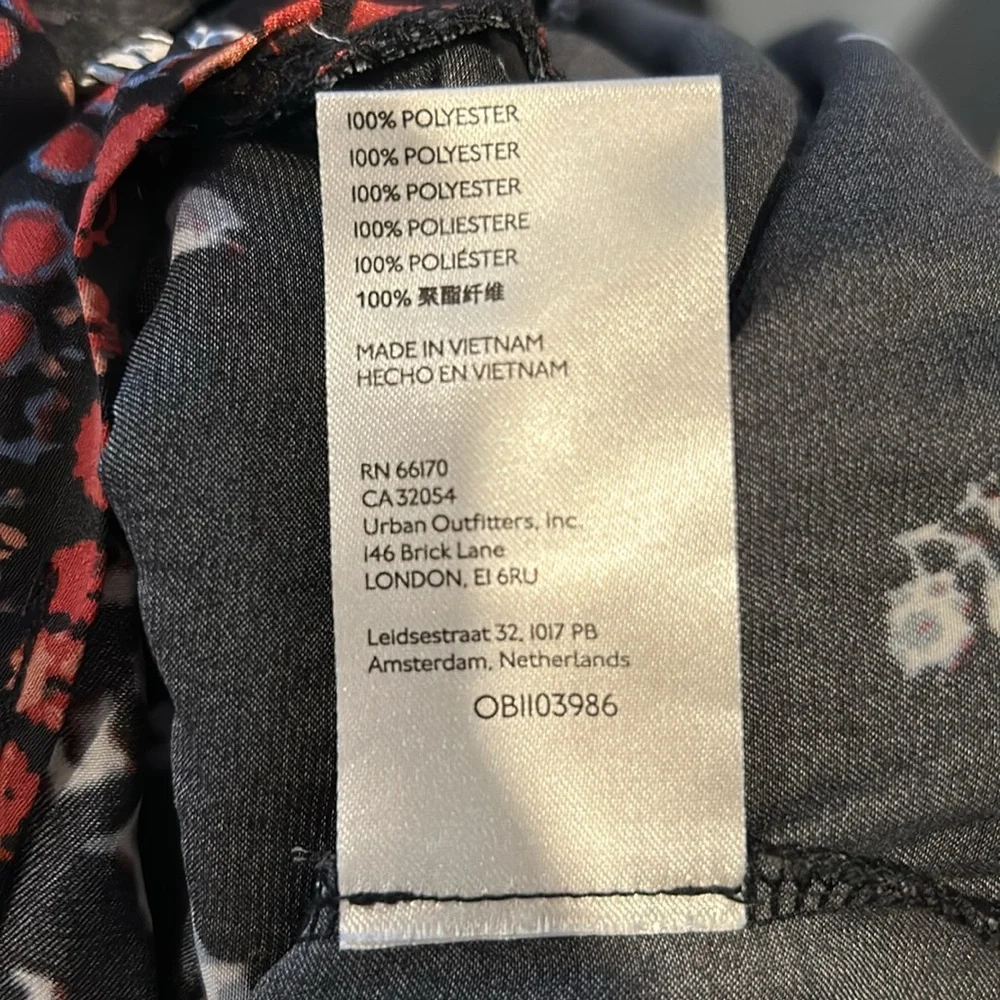 100% POLYESTER
100% POLYESTER
100% POLYESTER
100% POLIESTERE
100% POLIÉSTER
100% 聚酯纤维
MADE IN VIETNAM
HECHO EN VIETNAM
RN 66170
CA 32054
Urban Outfitters, Inc.
146 Brick Lane
LONDON, E1 6RU
Leidsestraat 32, 1017 PB
Amsterdam, Netherlands
OB1103986